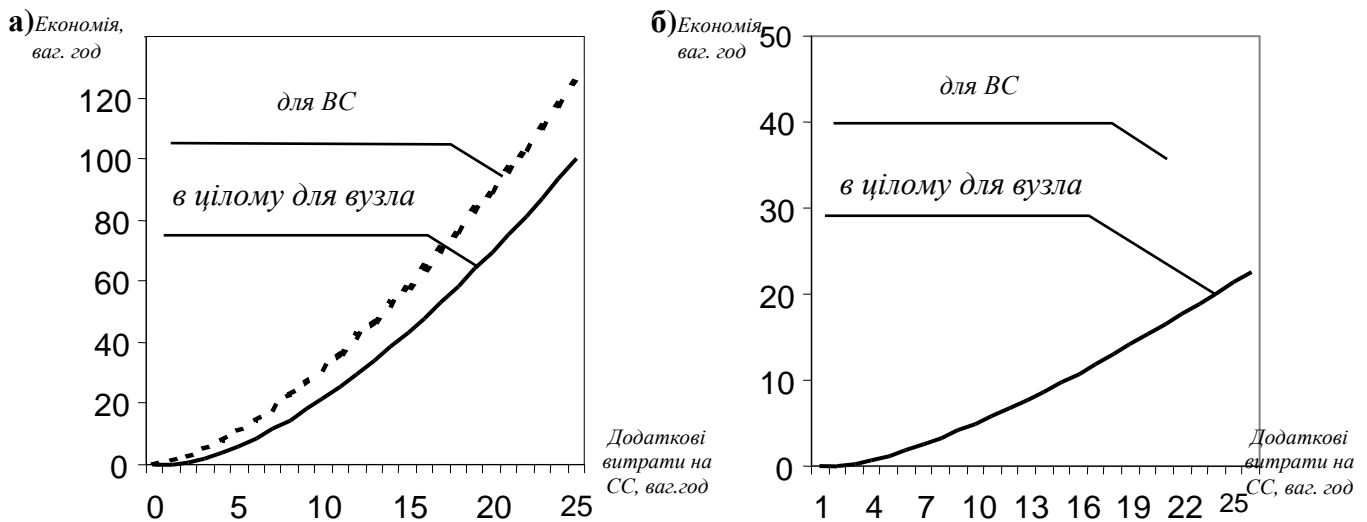 а) Економія,
ваг. год
120
100
80
60
40
20
0
для ВС
в цілому для вузла
0 5 10 15 20 25
Додаткові
витрати на
СС, ваг.год
б) Економія
ваг. год
50
40
30
20
10
0
для ВС
в цілому для вузла
1 4 7 10 13 16 19 22 25
Додаткові
витрати на
СС, ваг. год